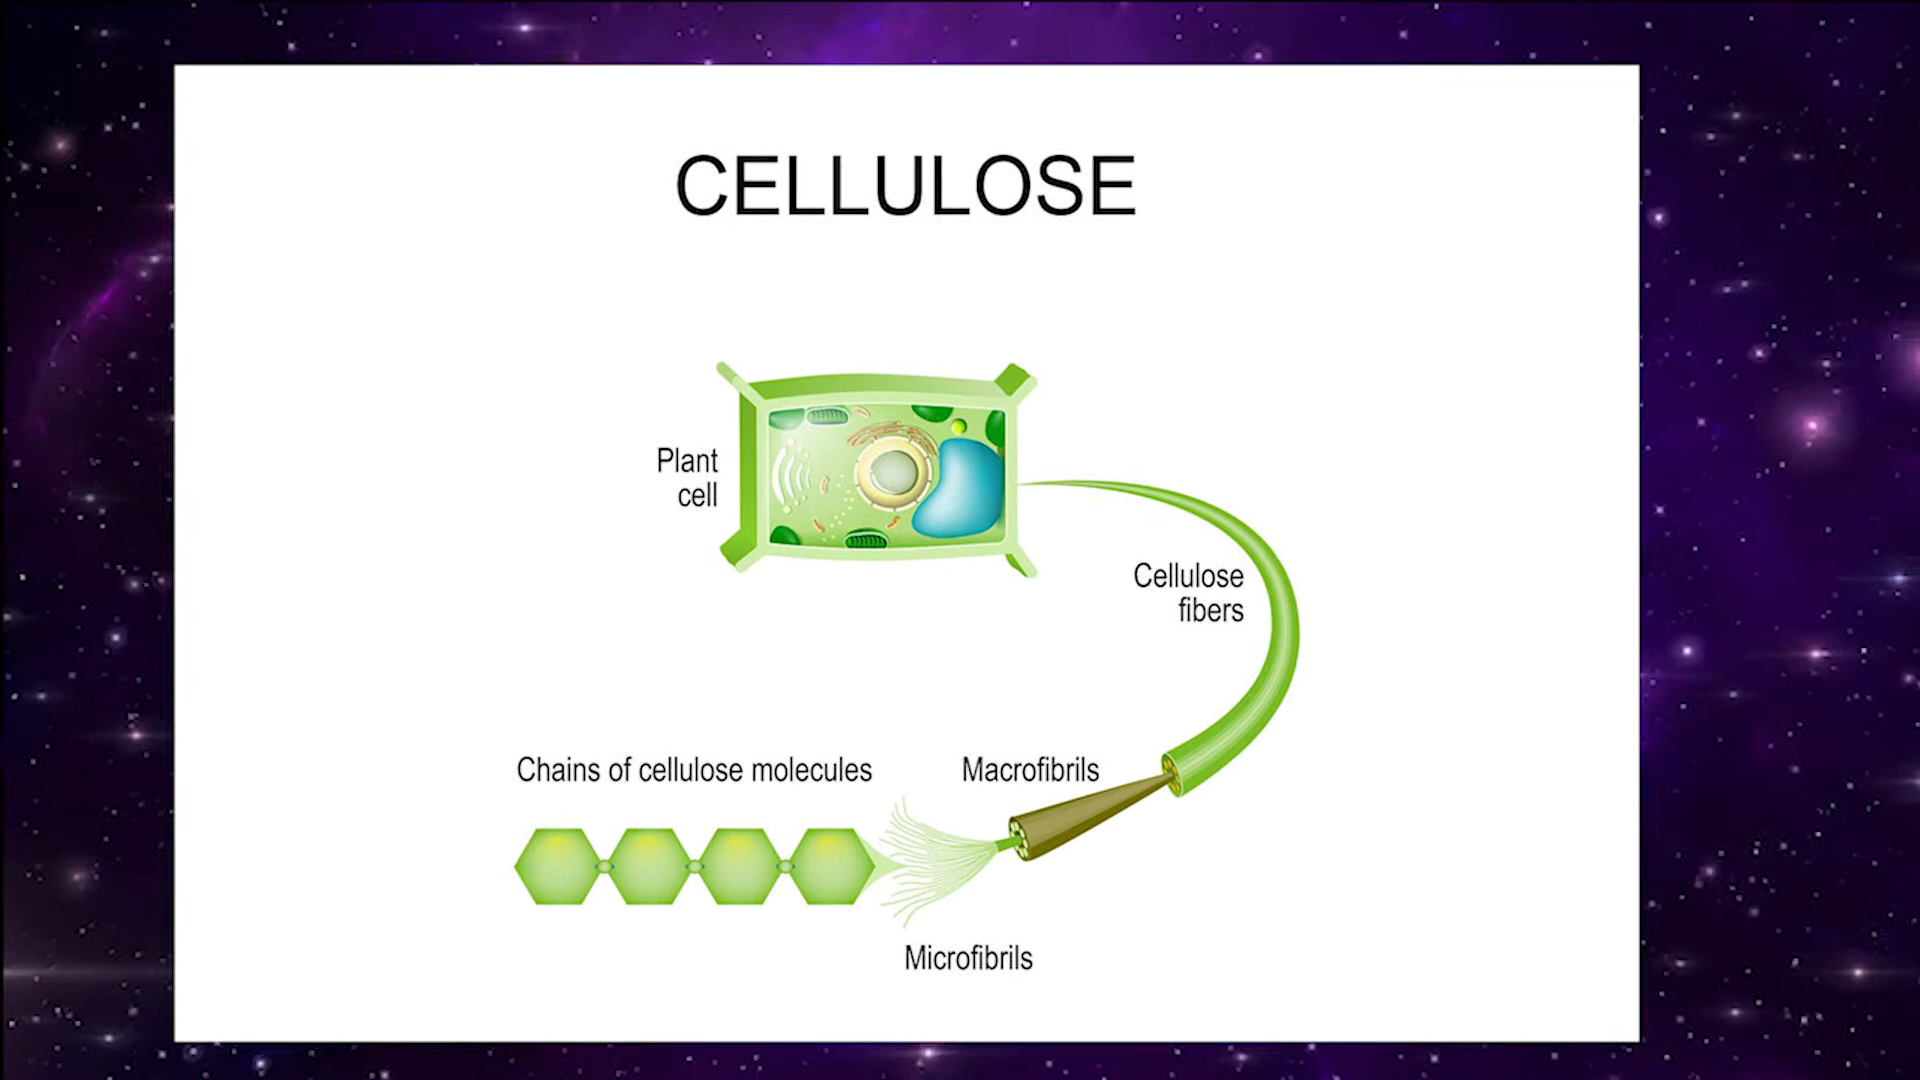 CELLULOSE
Plant
cell
Cellulose
fibers
Chains of cellulose molecules
Macrofibrils
Microfibrils